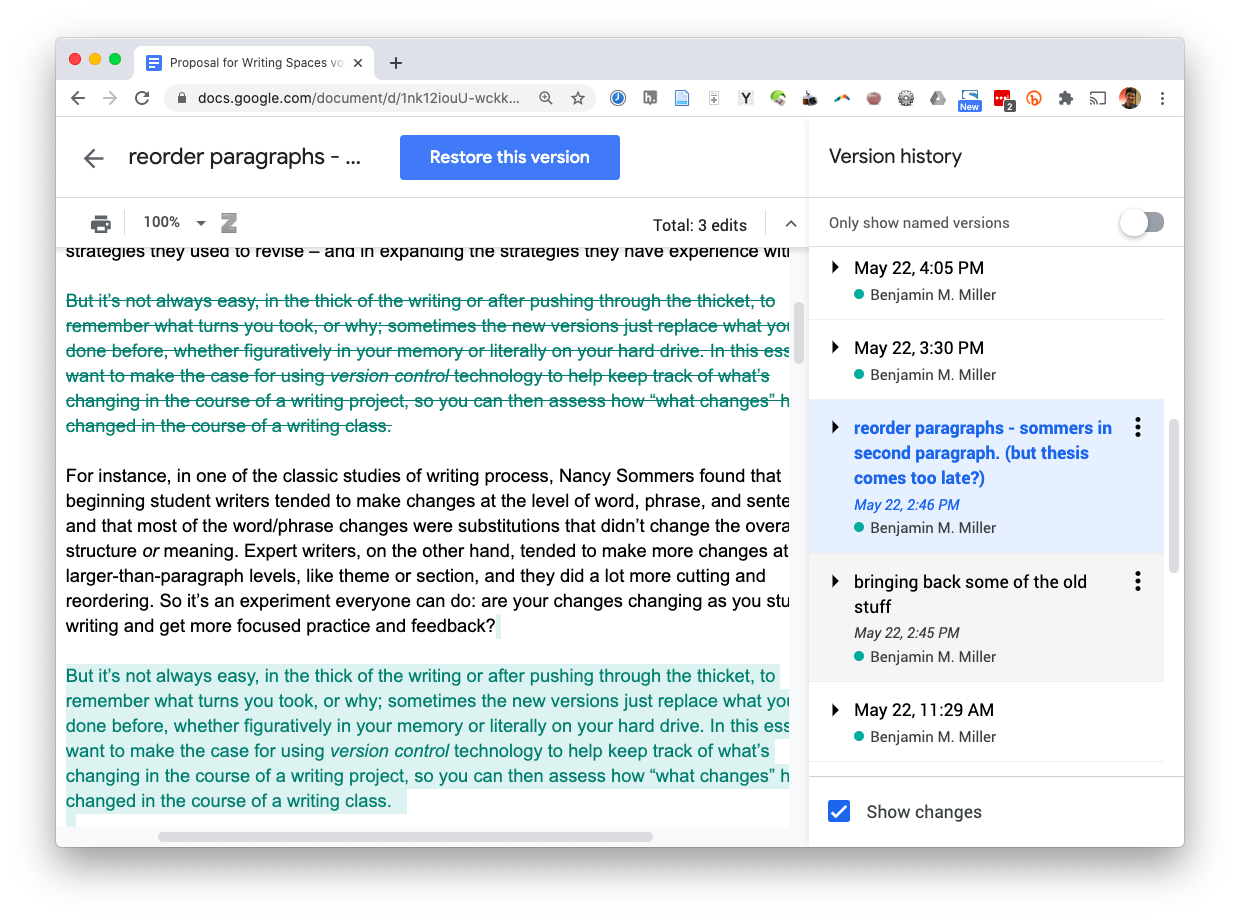 Proposal for Writing Spaces vo
docs.google.com/document/d/1nk12iouU-wckk...
Y
New
2
reorder paragraphs - ...
Restore this version
100%
Total: 3 edits
strategies they used to revise – and in expanding the strategies they have experience with
But it's not always easy, in the thick of the writing or after pushing through the thicket, to
remember what turns you took, or why; sometimes the new versions just replace what you
done before, whether figuratively in your memory or literally on your hard drive. In this ess
want to make the case for using version control technology to help keep track of what's
changing in the course of a writing project, so you can then assess how “what changes” h
changed in the course of a writing class.
For instance, in one of the classic studies of writing process, Nancy Sommers found that
beginning student writers tended to make changes at the level of word, phrase, and sente
and that most of the word/phrase changes were substitutions that didn't change the overa
structure or meaning. Expert writers, on the other hand, tended to make more changes at
larger-than-paragraph levels, like theme or section, and they did a lot more cutting and
reordering. So it's an experiment everyone can do: are your changes changing as you stu
writing and get more focused practice and feedback?
But it's not always easy, in the thick of the writing or after pushing through the thicket, to
remember what turns you took, or why; sometimes the new versions just replace what you
done before, whether figuratively in your memory or literally on your hard drive. In this ess
want to make the case for using version control technology to help keep track of what's
changing in the course of a writing project, so you can then assess how “what changes” h
changed in the course of a writing class.
Version history
Only show named versions
May 22, 4:05 PM
Benjamin M. Miller
May 22, 3:30 PM
Benjamin M. Miller
reorder paragraphs - sommers in
second paragraph. (but thesis
comes too late?)
May 22, 2:46 PM
Benjamin M. Miller
bringing back some of the old
stuff
May 22, 2:45 PM
Benjamin M. Miller
May 22, 11:29 AM
Benjamin M. Miller
Show changes